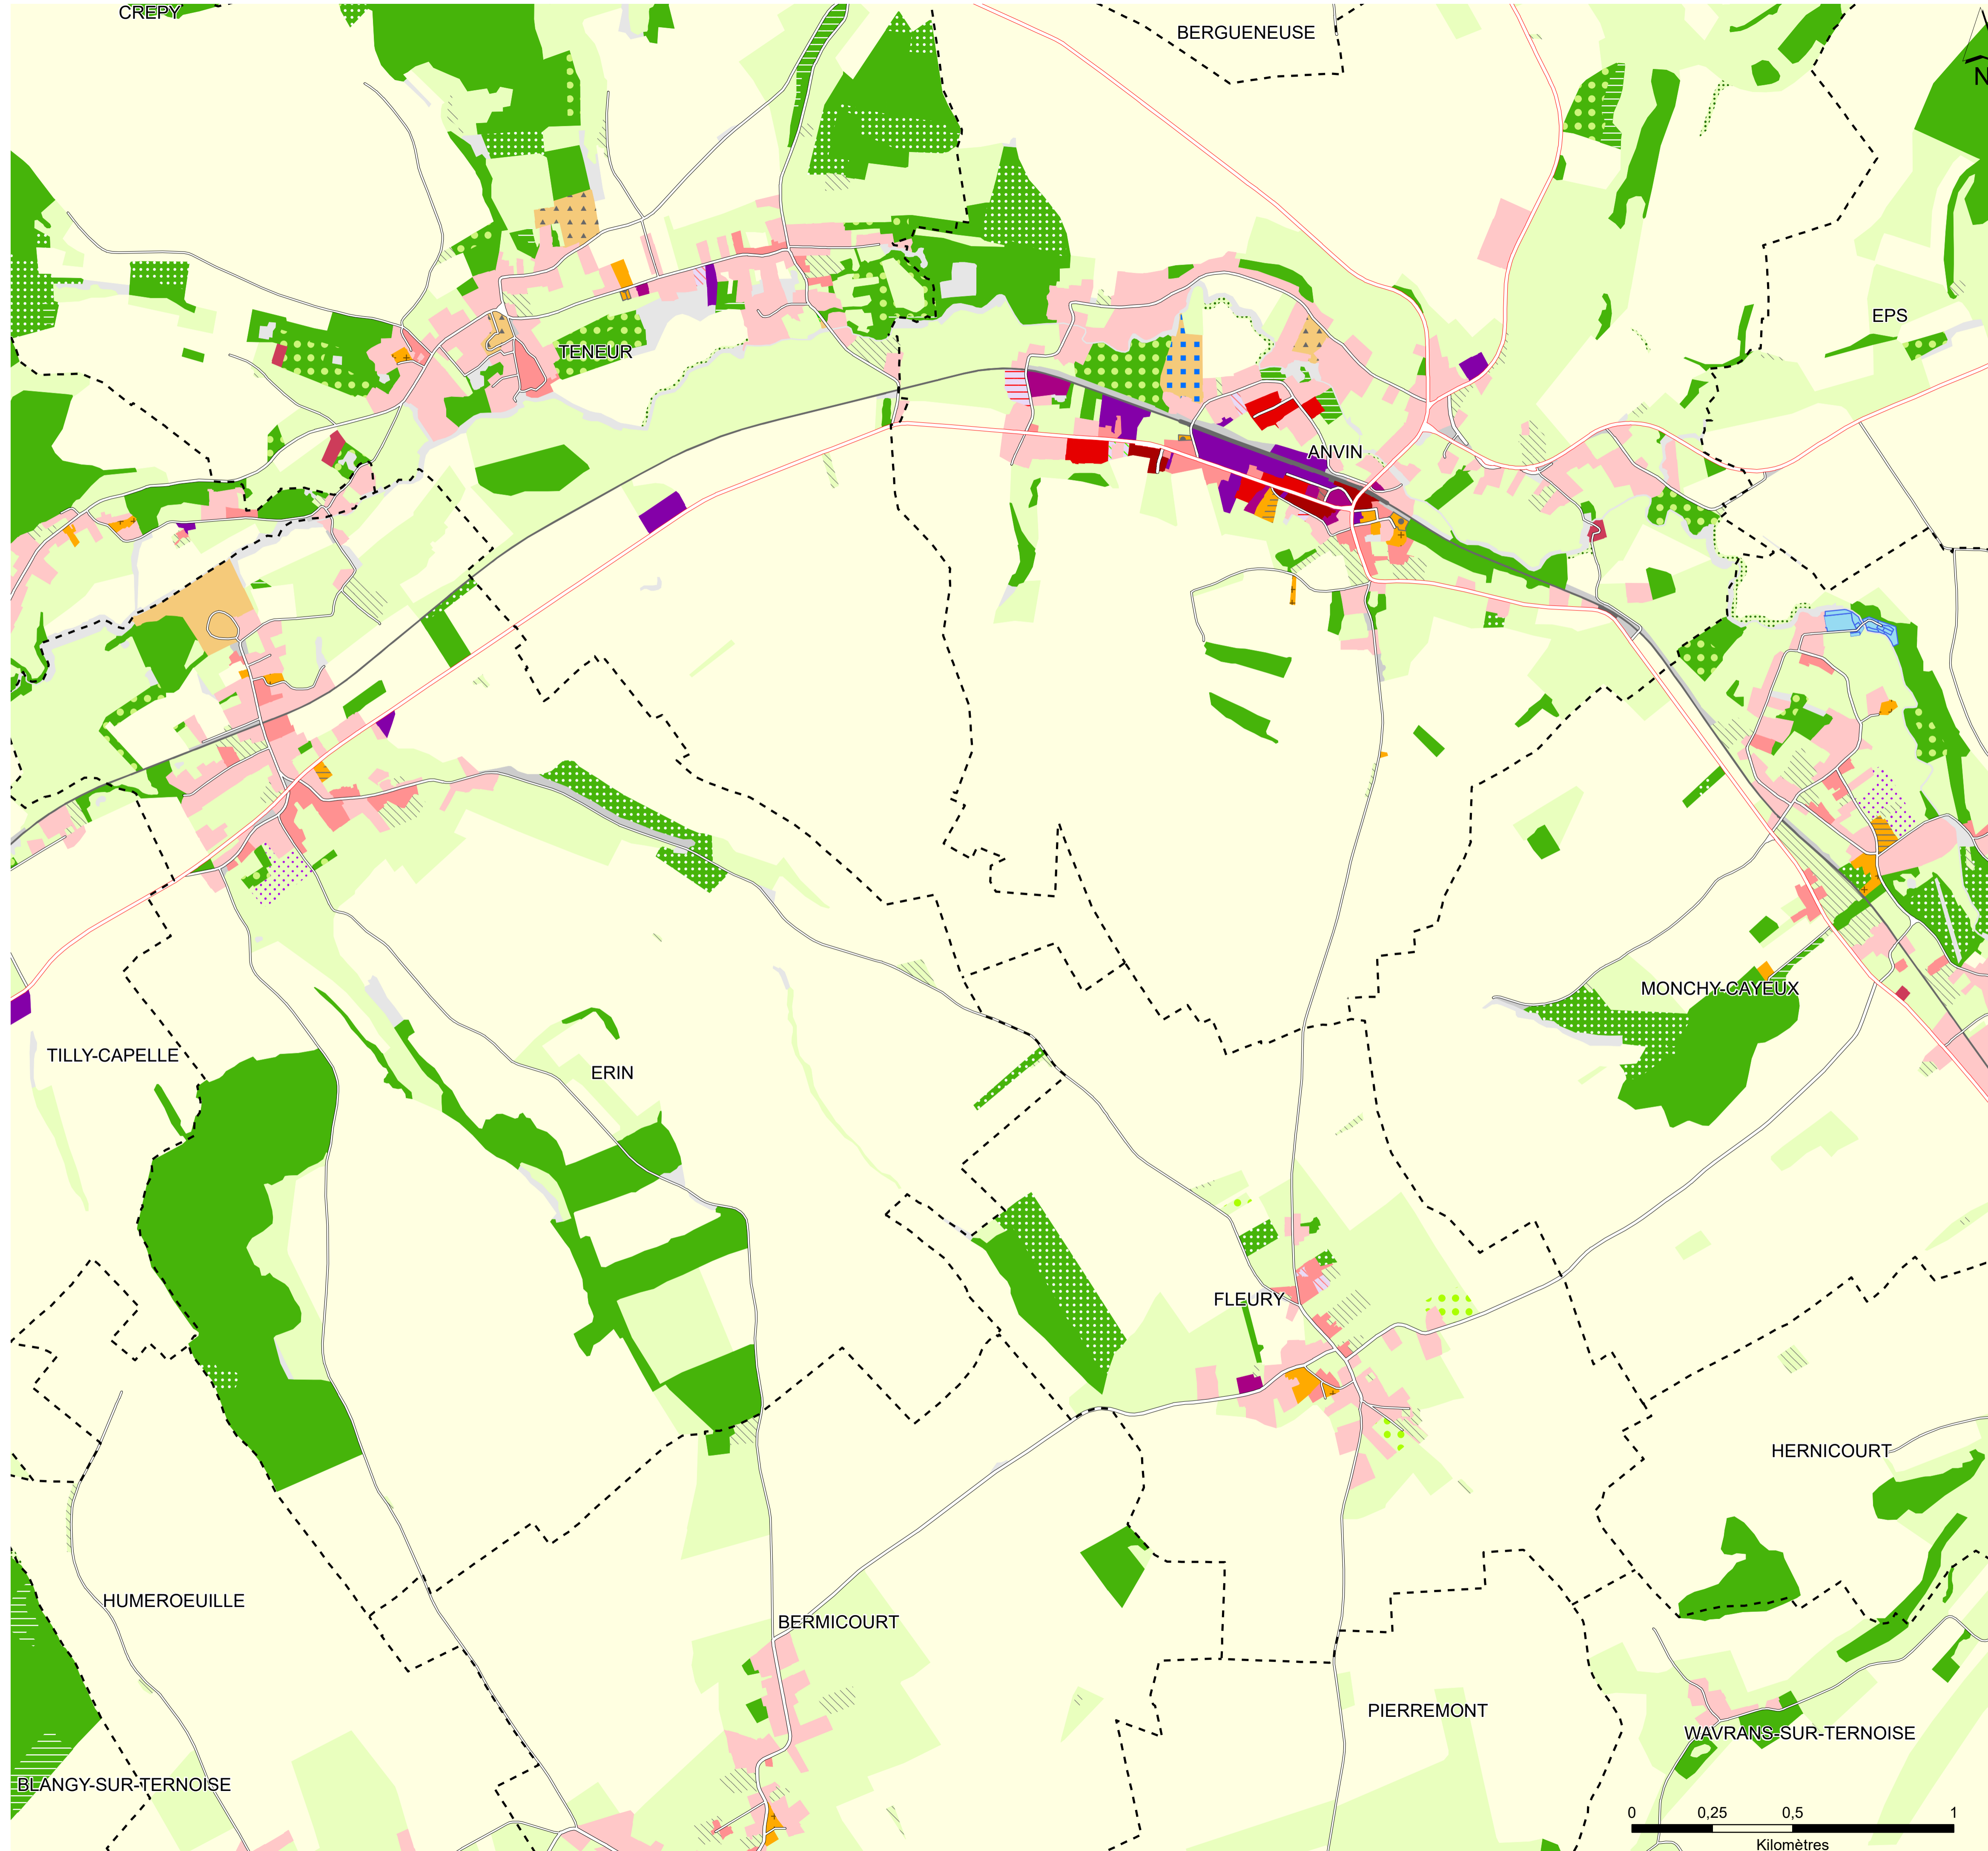 CREPY
BERGUENEUSE
N
EPS
TENEUR
ANVIN
MONCHY-CAYEUX
TILLY-CAPELLE
ERIN
FLEURY
HERNICOURT
HUMEROEUILLE
BERMICOURT
PIERREMONT
WAVRANS-SUR-TERNOISE
BLANGY-SUR-TERNOISE
0 0,25 0,5 1
Kilomètres